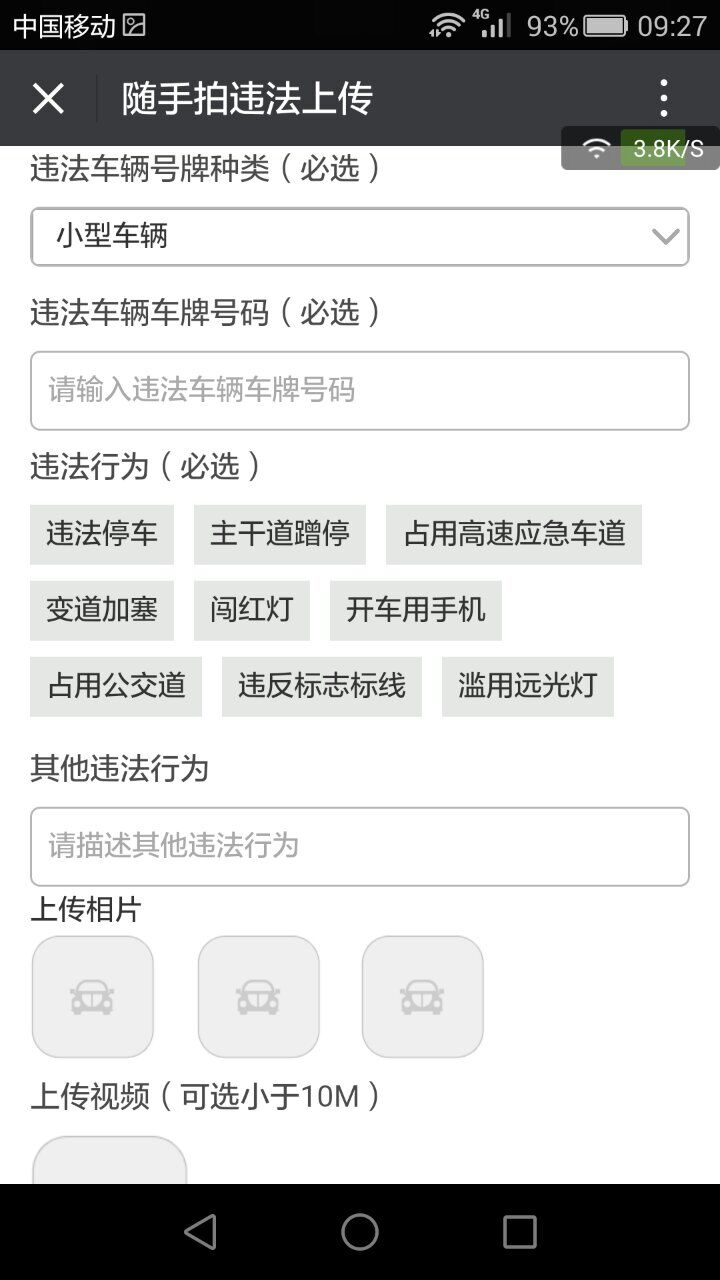 中国移动 4G 93% 09:27
随手拍违法上传
3.8K/S
违法车辆号牌种类（必选）
小型车辆
违法车辆车牌号码（必选）
请输入违法车辆车牌号码
违法行为（必选）
违法停车 主干道蹭停 占用高速应急车道
变道加塞 闯红灯 开车用手机
占用公交道 违反标志标线 滥用远光灯
其他违法行为
请描述其他违法行为
上传相片
上传视频（可选小于10M）